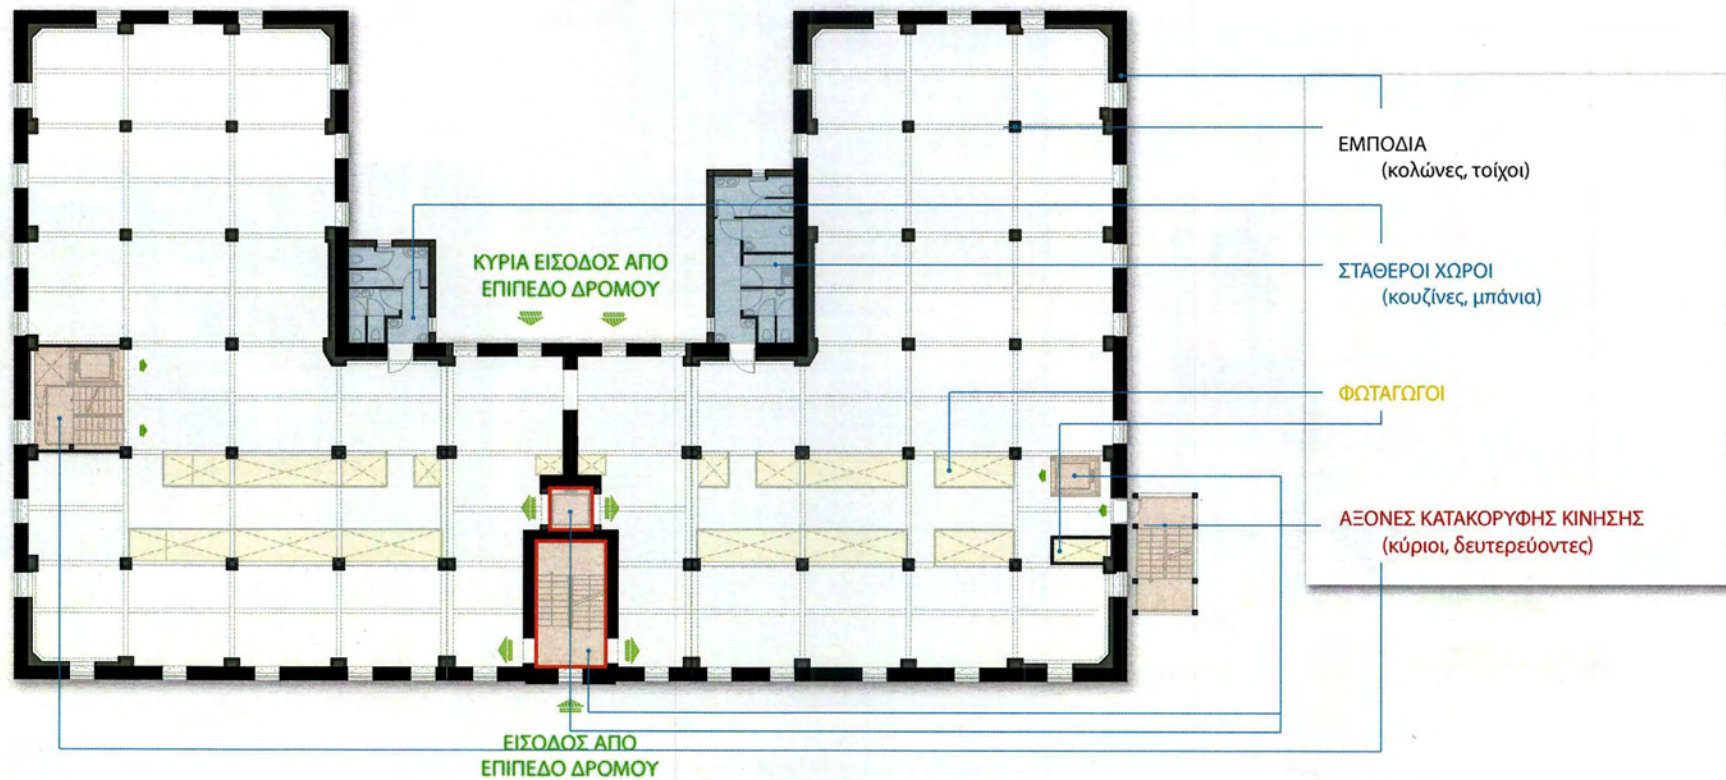 ΕΜΠΟΔΙΑ
(κολώνες, τοίχοι)
ΚΥΡΙΑ ΕΙΣΟΔΟΣ ΑΠΟ
ΕΠΙΠΕΔΟ ΔΡΟΜΟΥ
ΣΤΑΘΕΡΟΙ ΧΩΡΟΙ
(κουζίνες, μπάνια)
ΦΩΤΑΓΩΓΟΙ
ΑΞΟΝΕΣ ΚΑΤΑΚΟΡΥΦΗΣ ΚΙΝΗΣΗΣ
(κύριοι, δευτερεύοντες)
ΕΙΣΟΔΟΣ ΑΠΟ
ΕΠΙΠΕΔΟ ΔΡΟΜΟΥ